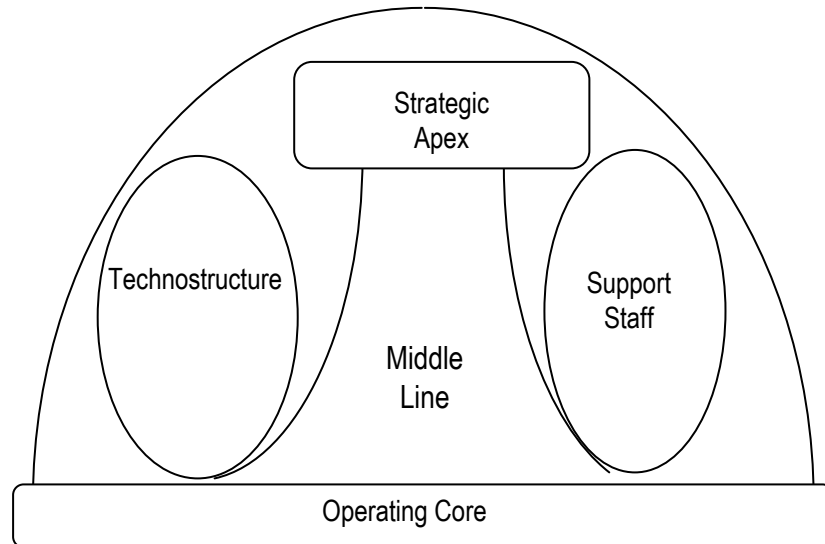 Strategic
Apex
Technostructure
Support
Staff
Middle
Line
Operating Core